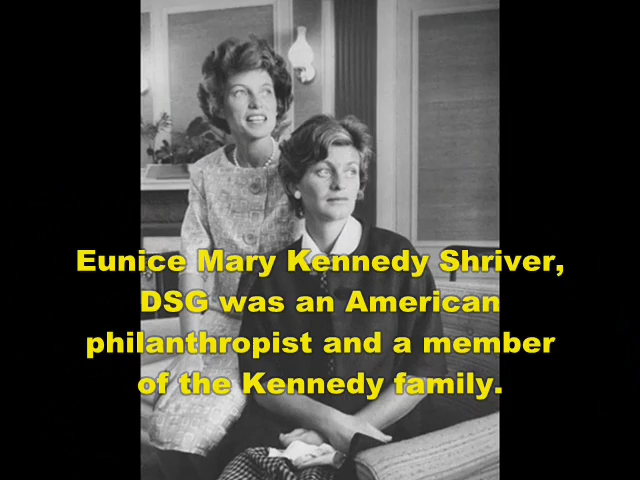 Eunice Mary Kennedy Shriver,
DSG was an American
philanthropist and a member
of the Kennedy family.